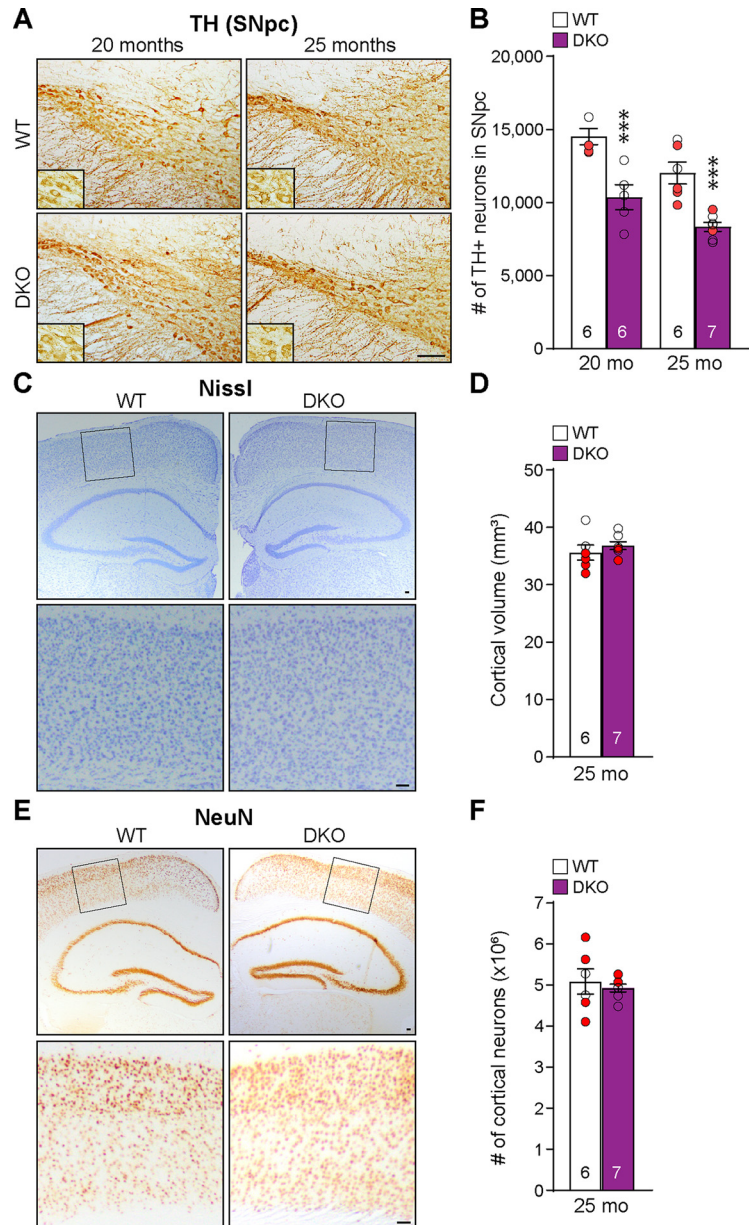 A
TH (SNpc)
20 months
25 months
WT
DKO
B
WT
DKO
# of TH+ neurons in SNpc
20,000
15,000
10,000
5,000
0
***
***
6
6
6
7
20 mo
25 mo
C
Nissl
WT
DKO
D
WT
DKO
Cortical volume (mm³)
50
40
30
20
10
0
6
7
25 mo
E
NeuN
WT
DKO
F
WT
DKO
# of cortical neurons (x10⁶)
7
6
5
4
3
2
1
0
6
7
25 mo